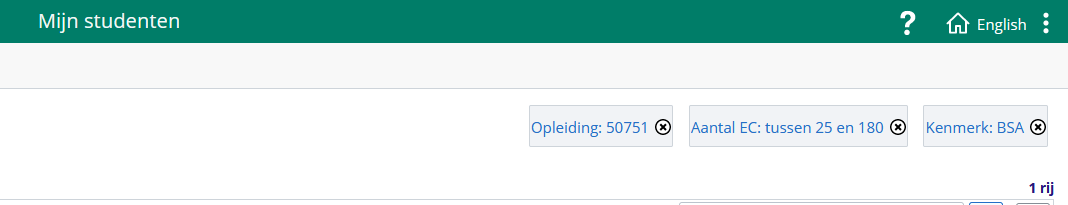 Mijn studenten
? English
Opleiding: 50751 Aantal EC: tussen 25 en 180 Kenmerk: BSA
1 rij